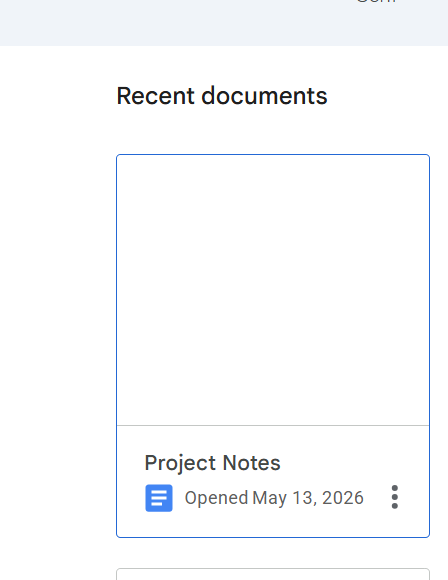 Recent documents
Project Notes
Opened May 13, 2026